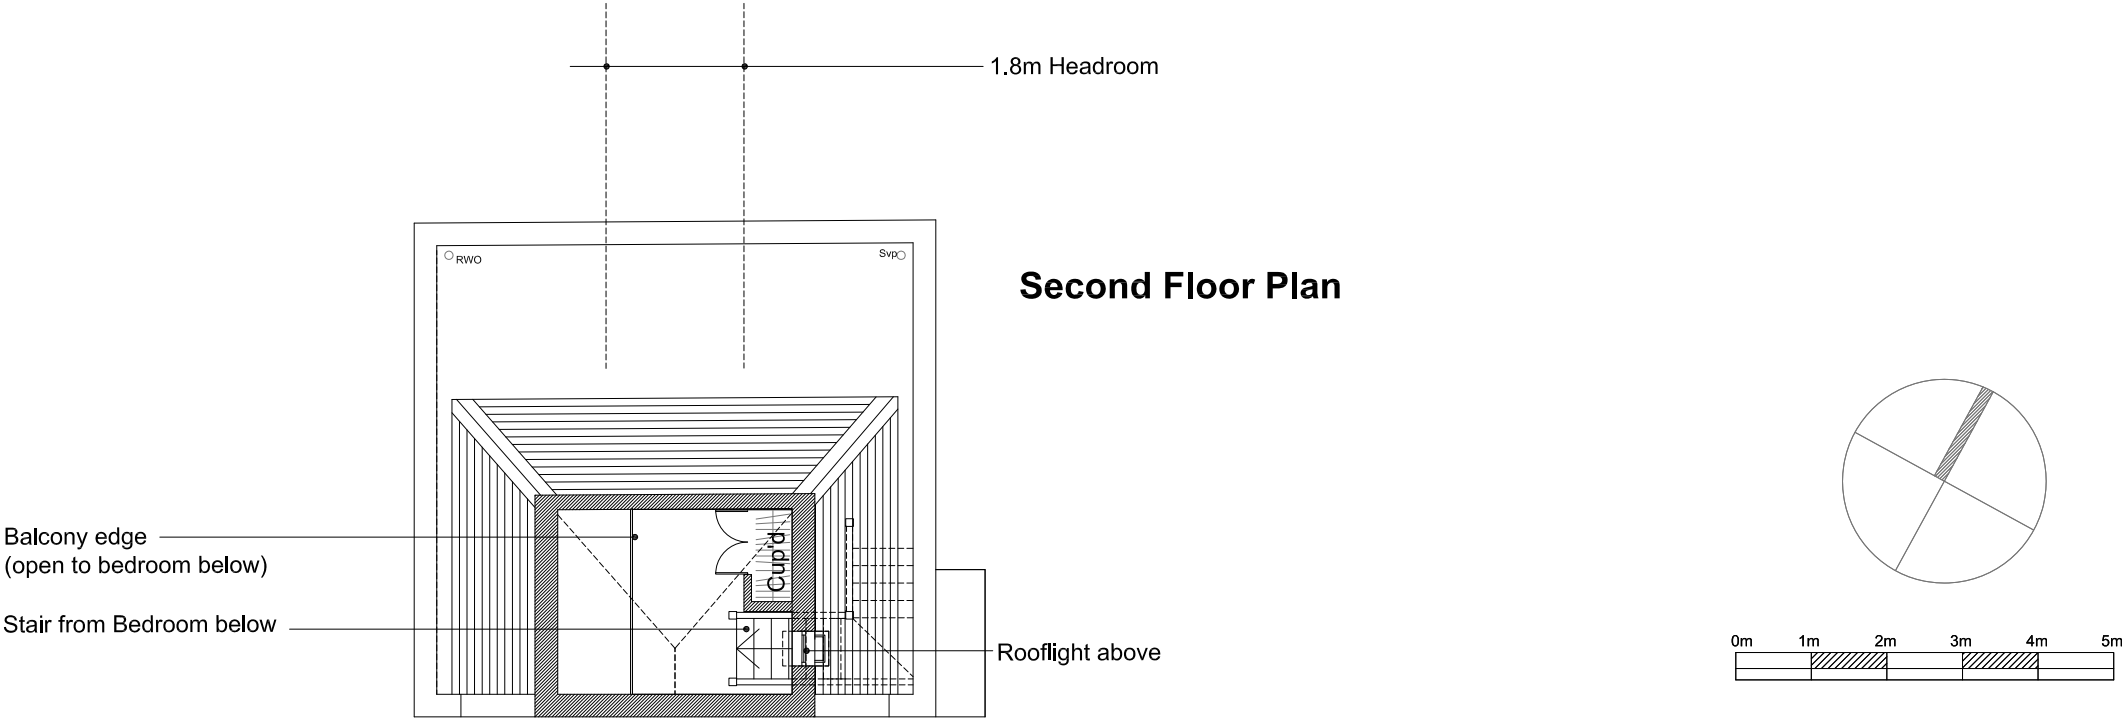 1.8m Headroom
RWO
Svp
Second Floor Plan
Balcony edge
(open to bedroom below)
Cup'd
Stair from Bedroom below
Rooflight above
0m 1m 2m 3m 4m 5m